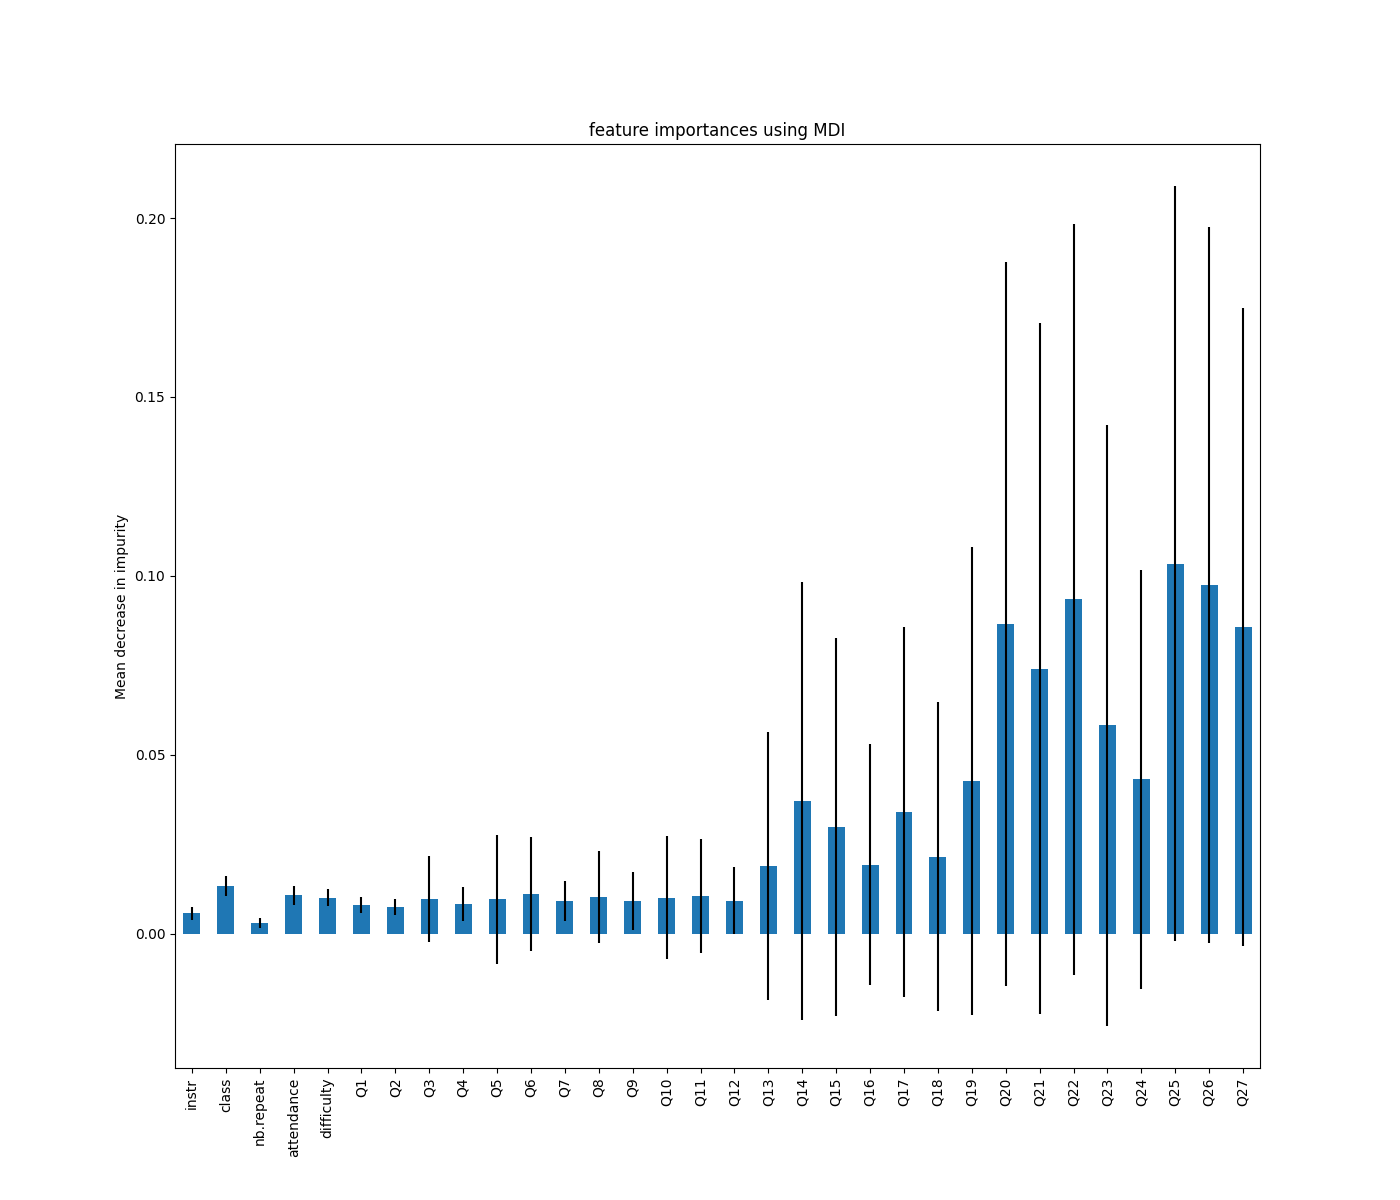 feature importances using MDI
0.20
0.15
0.10
0.05
0.00
Mean decrease in impurity
instr
class
nb.repeat
attendance
difficulty
Q1
Q2
Q3
Q4
Q5
Q6
Q7
Q8
Q9
Q10
Q11
Q12
Q13
Q14
Q15
Q16
Q17
Q18
Q19
Q20
Q21
Q22
Q23
Q24
Q25
Q26
Q27